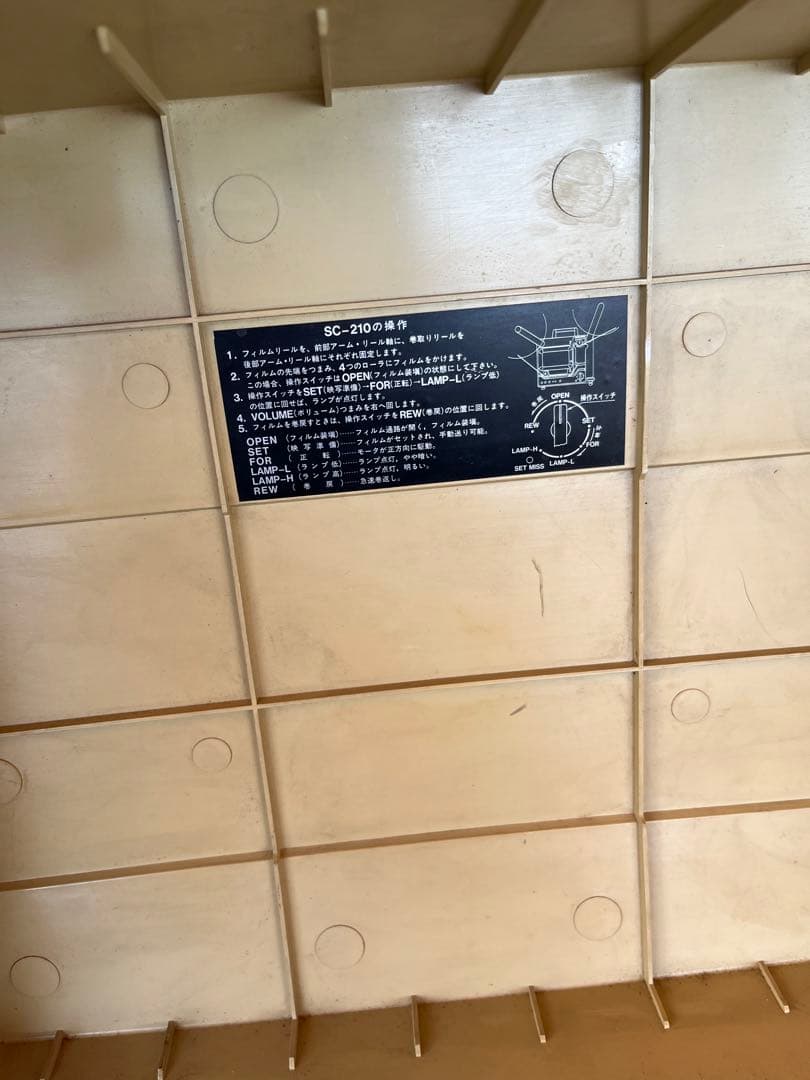 SC-210の操作
1. フィルムリールを、前部アーム・リール軸に、巻取りリールを
後部アーム・リール軸にそれぞれ固定します。
2. フィルムの先端をつまみ、4つのローラにフィルムをかけます。
この場合、操作スイッチはOPEN(フィルム装塡)の状態にして下さい。
3. 操作スイッチをSET(映写準備)→FOR(正転)→LAMP-L(ランプ低)
の位置に回せば、ランプが点灯します。
4. VOLUME(ボリューム)つまみを右へ回します。
5. フィルムを巻戻すときは、操作スイッチをREW(巻戻)の位置に回します。
OPEN (フィルム装塡)……フィルム通路が開く、フィルム装塡。
SET (映写準備)……フィルムがセットされ、手動送り可能。
FOR (正転)……モータが正方向に駆動。
LAMP-L (ランプ低)……ランプ点灯、やや暗い。
LAMP-H (ランプ高)……ランプ点灯、明るい。
REW (巻戻)……急速巻返し。
OPEN 操作スイッチ
巻戻
REW
SET
FOR
LAMP-H
LAMP-L
SET MISS